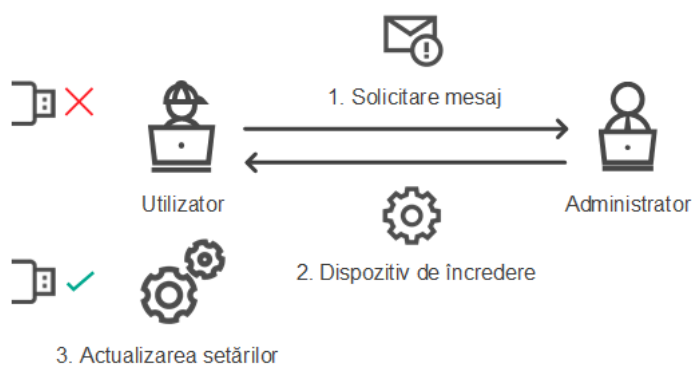 1. Solicitare mesaj
Utilizator
Administrator
2. Dispozitiv de încredere
3. Actualizarea setărilor